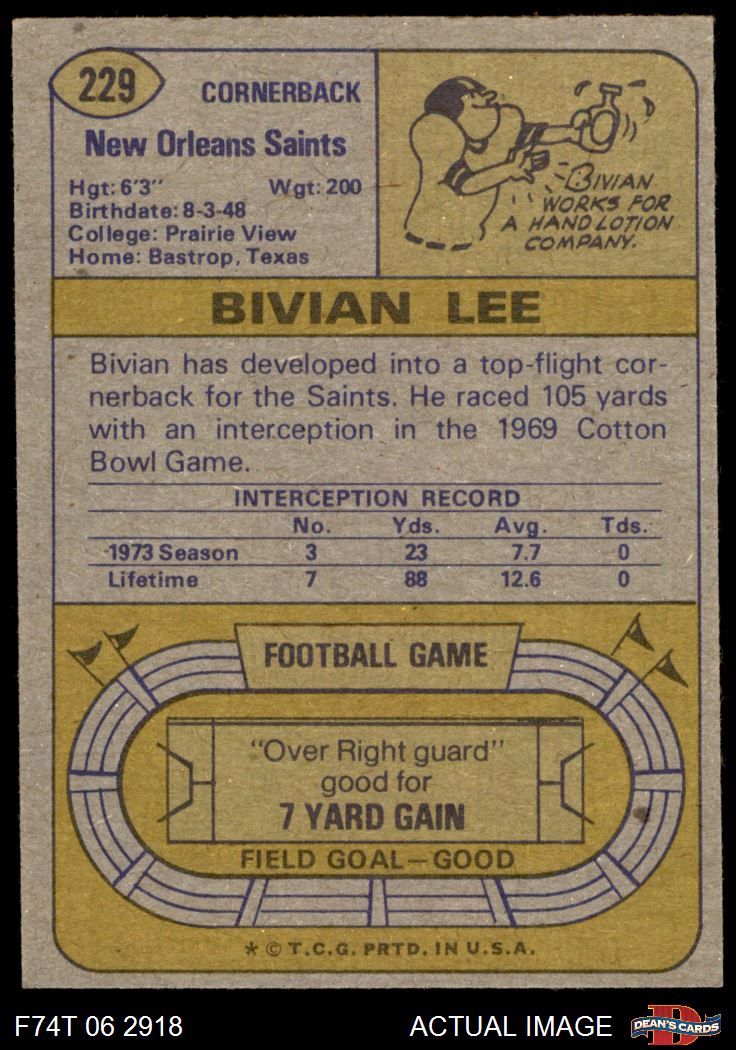 229
CORNERBACK
New Orleans Saints
Hgt: 6'3" Wgt: 200
Birthdate: 8-3-48
College: Prairie View
Home: Bastrop, Texas
BIVIAN
WORKS FOR
A HAND LOTION
COMPANY.
BIVIAN LEE
Bivian has developed into a top-flight cor-
nerback for the Saints. He raced 105 yards
with an interception in the 1969 Cotton
Bowl Game.
INTERCEPTION RECORD
No. Yds. Avg. Tds.
1973 Season 3 23 7.7 0
Lifetime 7 88 12.6 0
FOOTBALL GAME
"Over Right guard"
good for
7 YARD GAIN
FIELD GOAL—GOOD
* © T.C.G. PRTD. IN U.S.A.
F74T 06 2918 ACTUAL IMAGE DEAN'S CARDS